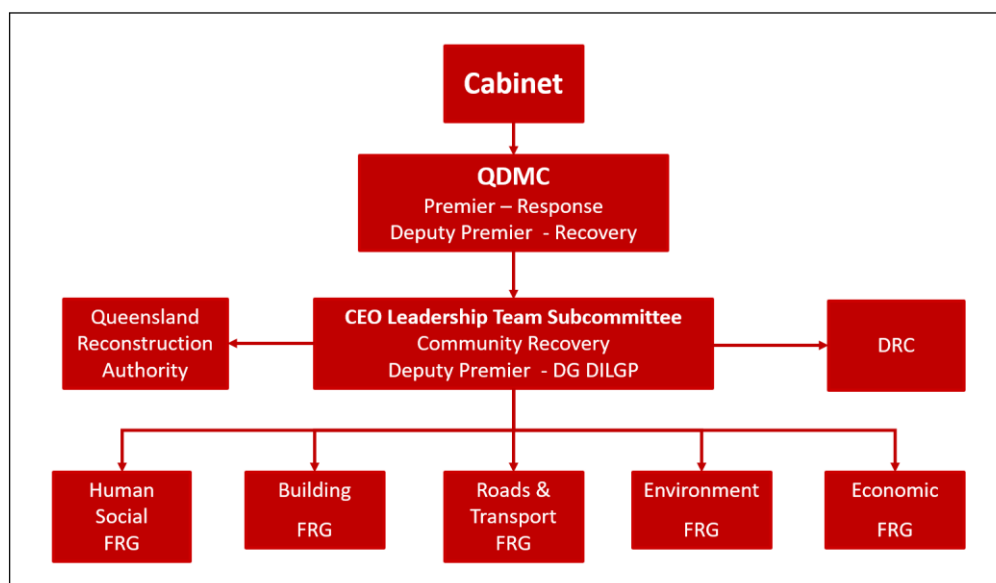 Cabinet
QDMC
Premier – Response
Deputy Premier - Recovery
Queensland
Reconstruction
Authority
CEO Leadership Team Subcommittee
Community Recovery
Deputy Premier - DG DILGP
DRC
Human
Social
FRG
Building
FRG
Roads &
Transport
FRG
Environment
FRG
Economic
FRG